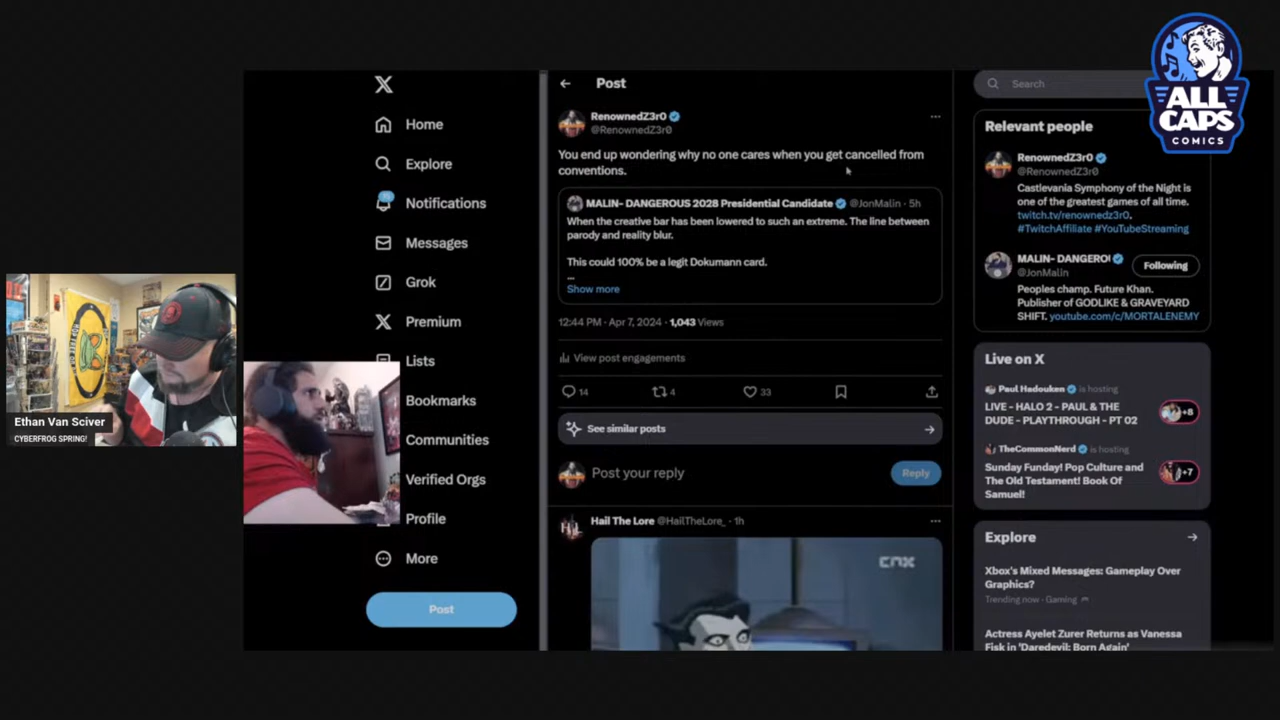 ALL
CAPS
COMICS
Ethan Van Sciver
CYBERFROG SPRING!
Home
Explore
Notifications
Messages
Grok
Premium
Lists
Bookmarks
Communities
Verified Orgs
Profile
More
Post
Post
RenownedZ3r0
@RenownedZ3r0
You end up wondering why no one cares when you get cancelled from
conventions.
MALIN- DANGEROUS 2028 Presidential Candidate @JonMalin · 5h
When the creative bar has been lowered to such an extreme. The line between
parody and reality blur.
This could 100% be a legit Dokumann card.
...
Show more
12:44 PM · Apr 7, 2024 · 1,043 Views
View post engagements
14
4
33
See similar posts
Post your reply
Reply
Hail The Lore @HailTheLore_ · 1h
CNX
Search
Relevant people
RenownedZ3r0
@RenownedZ3r0
Castlevania Symphony of the Night is
one of the greatest games of all time.
twitch.tv/renownedz3r0.
#TwitchAffiliate #YouTubeStreaming
MALIN- DANGEROU
@JonMalin
Following
Peoples champ. Future Khan.
Publisher of GODLIKE & GRAVEYARD
SHIFT. youtube.com/c/MORTALENEMY
Live on X
Paul Hadouken is hosting
LIVE - HALO 2 - PAUL & THE
DUDE - PLAYTHROUGH - PT 02
+8
TheCommonNerd is hosting
Sunday Funday! Pop Culture and
The Old Testament! Book Of
Samuel!
+7
Explore
Xbox's Mixed Messages: Gameplay Over
Graphics?
Trending now · Gaming
Actress Ayelet Zurer Returns as Vanessa
Fisk in 'Daredevil: Born Again'